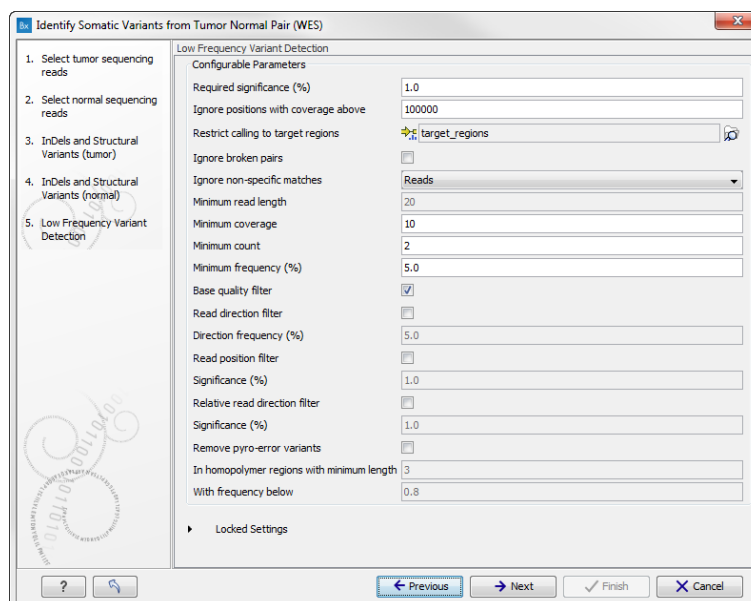 Bx Identify Somatic Variants from Tumor Normal Pair (WES)
1. Select tumor sequencing
reads
2. Select normal sequencing
reads
3. InDels and Structural
Variants (tumor)
4. InDels and Structural
Variants (normal)
5. Low Frequency Variant
Detection
Low Frequency Variant Detection
Configurable Parameters
Required significance (%) 1.0
Ignore positions with coverage above 100000
Restrict calling to target regions target_regions
Ignore broken pairs
Ignore non-specific matches Reads
Minimum read length 20
Minimum coverage 10
Minimum count 2
Minimum frequency (%) 5.0
Base quality filter
Read direction filter
Direction frequency (%) 5.0
Read position filter
Significance (%) 1.0
Relative read direction filter
Significance (%) 1.0
Remove pyro-error variants
In homopolymer regions with minimum length 3
With frequency below 0.8
Locked Settings
? Previous Next Finish Cancel